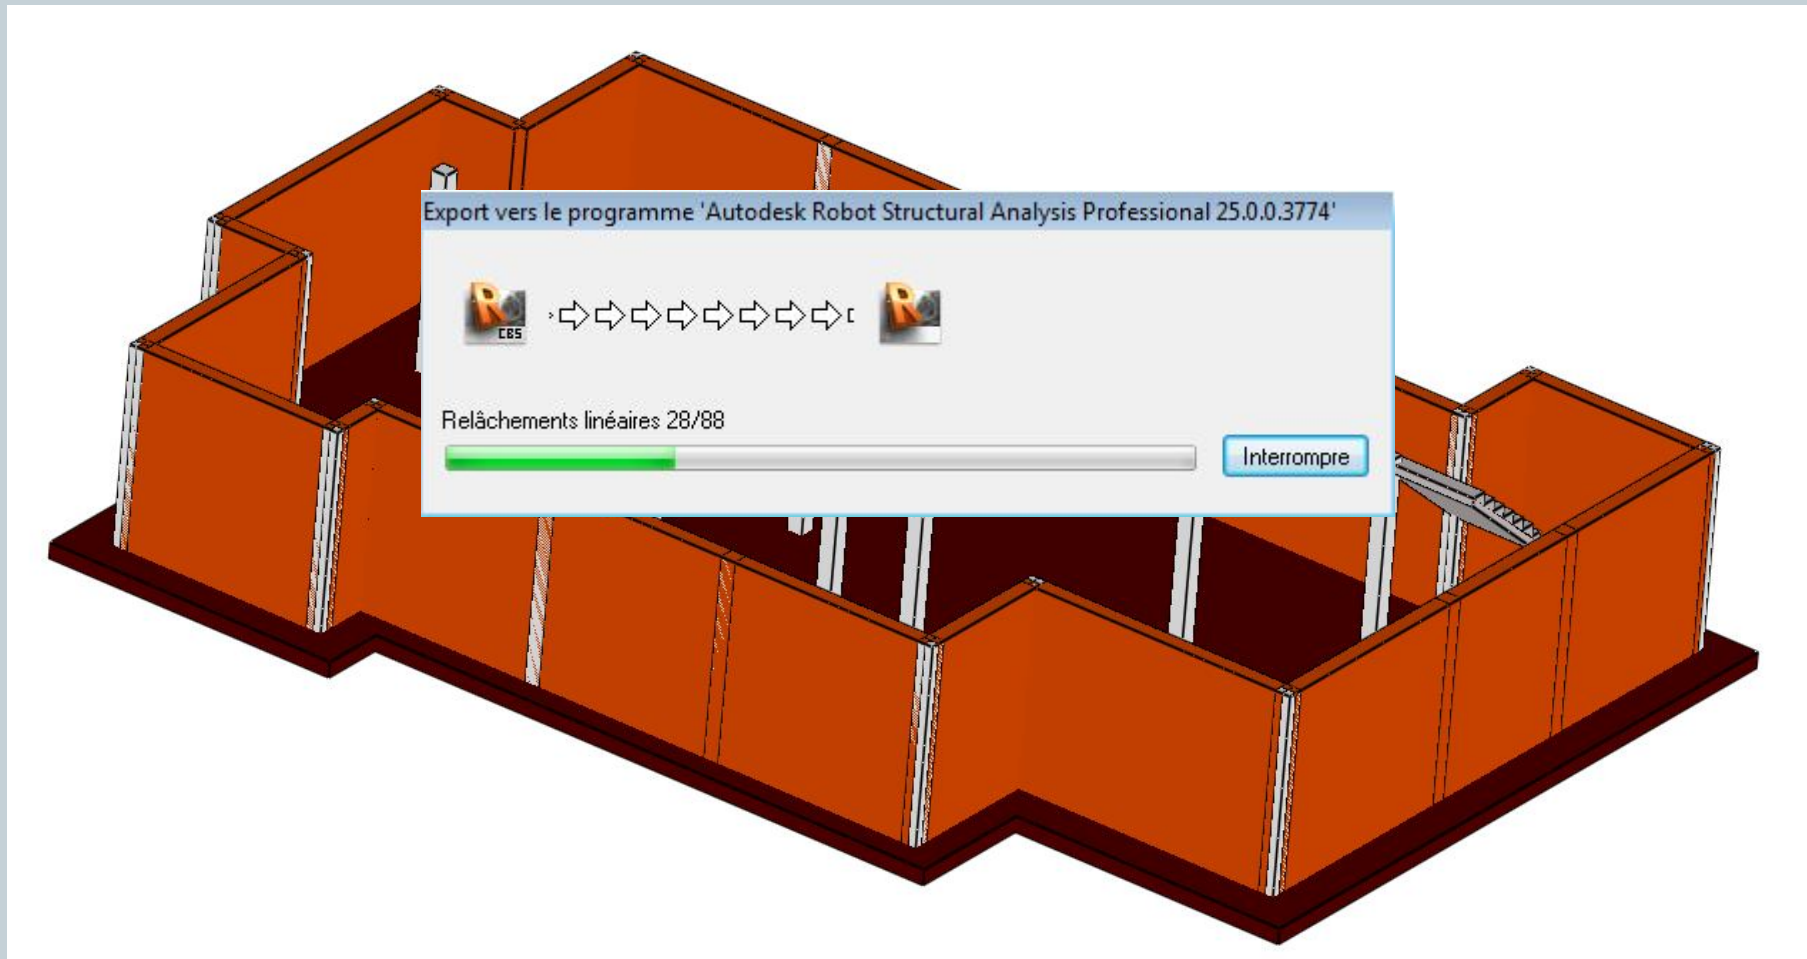 Export vers le programme 'Autodesk Robot Structural Analysis Professional 25.0.0.3774'
R
CBS
R
Relâchements linéaires 28/88
Interrompre